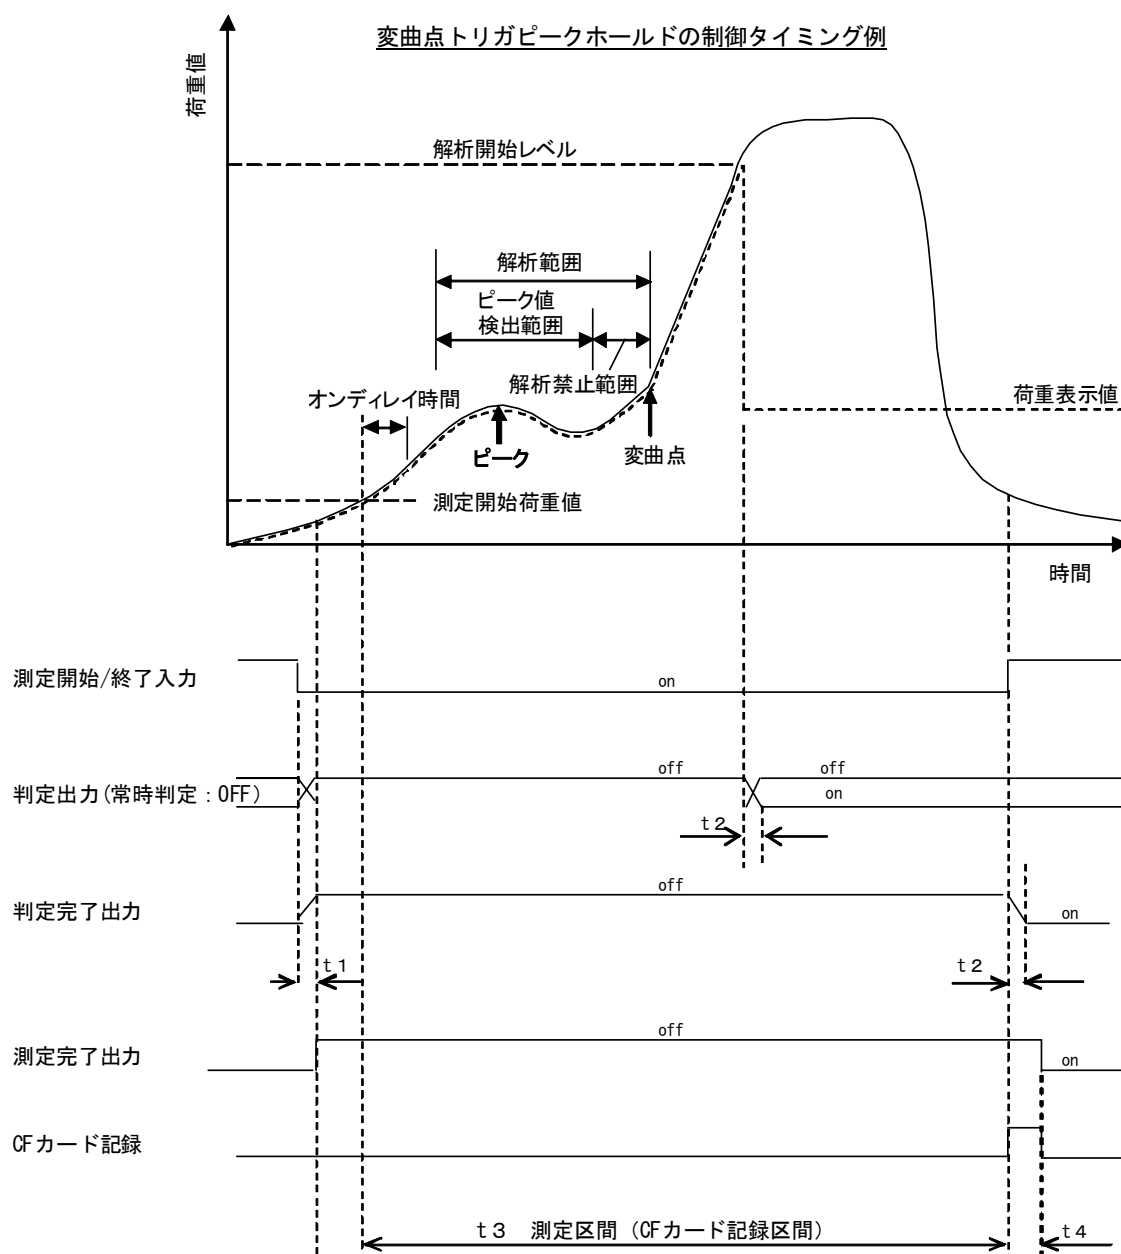 変曲点トリガピークホールドの制御タイミング例
荷重値
解析開始レベル
解析範囲
ピーク値
検出範囲
解析禁止範囲
オンディレイ時間
荷重表示値
ピーク
変曲点
測定開始荷重値
時間
測定開始/終了入力
on
判定出力(常時判定:OFF)
off
off
on
t2
判定完了出力
off
on
t1
t2
測定完了出力
off
on
CFカード記録
t3 測定区間(CFカード記録区間)
t4